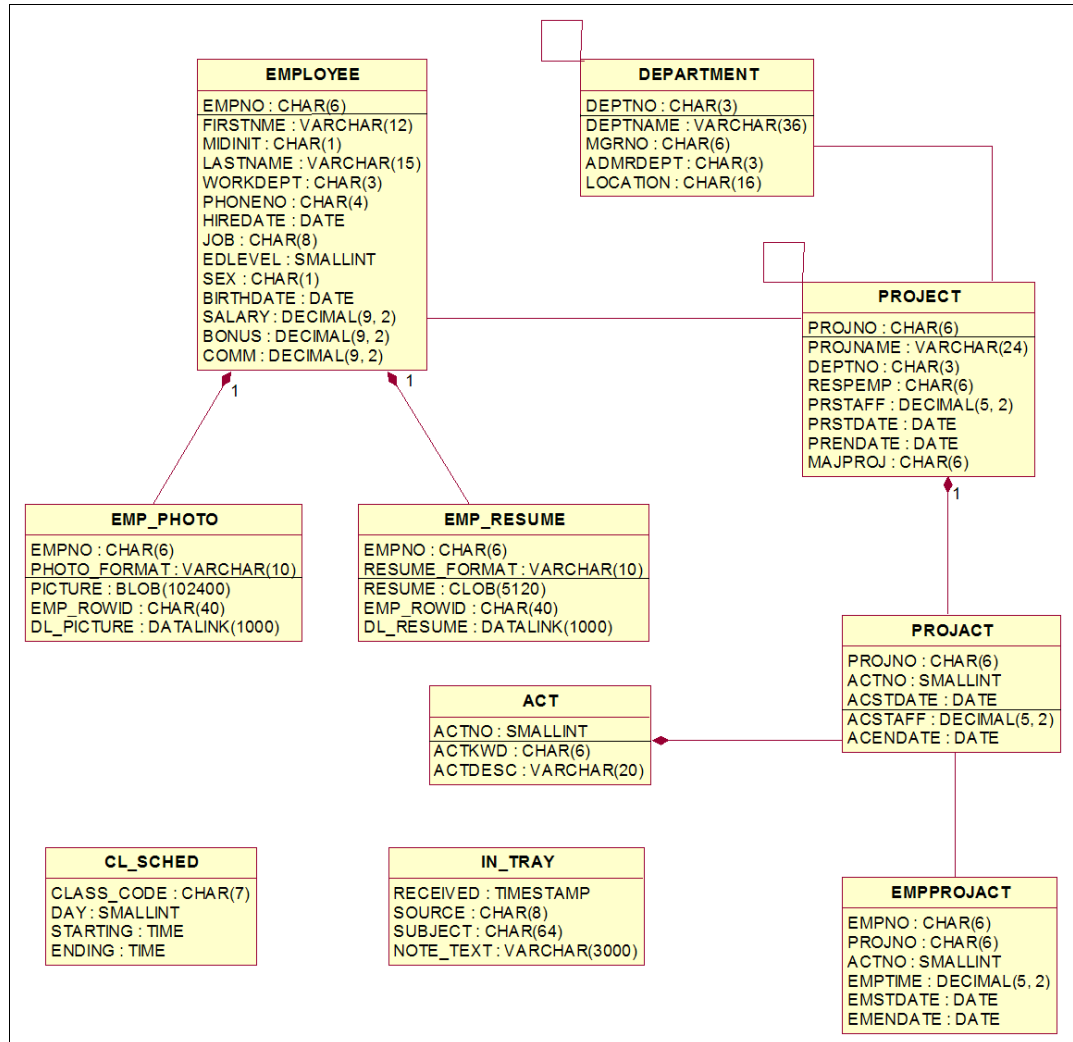 EMPLOYEE
EMPNO : CHAR(6)
FIRSTNME : VARCHAR(12)
MIDINIT : CHAR(1)
LASTNAME : VARCHAR(15)
WORKDEPT : CHAR(3)
PHONENO : CHAR(4)
HIREDATE : DATE
JOB : CHAR(8)
EDLEVEL : SMALLINT
SEX : CHAR(1)
BIRTHDATE : DATE
SALARY : DECIMAL(9, 2)
BONUS : DECIMAL(9, 2)
COMM : DECIMAL(9, 2)
1
1
DEPARTMENT
DEPTNO : CHAR(3)
DEPTNAME : VARCHAR(36)
MGRNO : CHAR(6)
ADMRDEPT : CHAR(3)
LOCATION : CHAR(16)
PROJECT
PROJNO : CHAR(6)
PROJNAME : VARCHAR(24)
DEPTNO : CHAR(3)
RESPEMP : CHAR(6)
PRSTAFF : DECIMAL(5, 2)
PRSTDATE : DATE
PRENDATE : DATE
MAJPROJ : CHAR(6)
1
EMP_PHOTO
EMPNO : CHAR(6)
PHOTO_FORMAT : VARCHAR(10)
PICTURE : BLOB(102400)
EMP_ROWID : CHAR(40)
DL_PICTURE : DATALINK(1000)
EMP_RESUME
EMPNO : CHAR(6)
RESUME_FORMAT : VARCHAR(10)
RESUME : CLOB(5120)
EMP_ROWID : CHAR(40)
DL_RESUME : DATALINK(1000)
PROJACT
PROJNO : CHAR(6)
ACTNO : SMALLINT
ACSTDATE : DATE
ACSTAFF : DECIMAL(5, 2)
ACENDATE : DATE
ACT
ACTNO : SMALLINT
ACTKWD : CHAR(6)
ACTDESC : VARCHAR(20)
CL_SCHED
CLASS_CODE : CHAR(7)
DAY : SMALLINT
STARTING : TIME
ENDING : TIME
IN_TRAY
RECEIVED : TIMESTAMP
SOURCE : CHAR(8)
SUBJECT : CHAR(64)
NOTE_TEXT : VARCHAR(3000)
EMPPROJACT
EMPNO : CHAR(6)
PROJNO : CHAR(6)
ACTNO : SMALLINT
EMPTIME : DECIMAL(5, 2)
EMSTDATE : DATE
EMENDATE : DATE